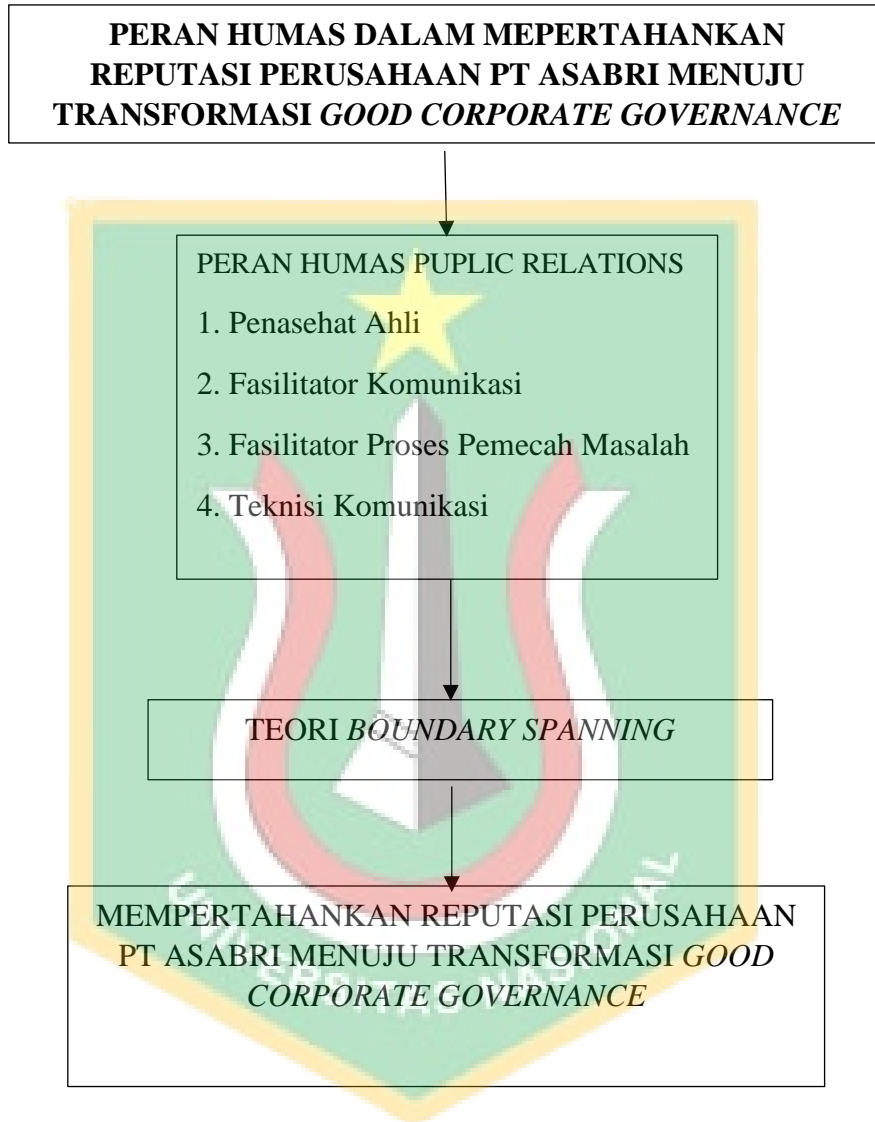 PERAN HUMAS DALAM MEPERTAHANKAN
REPUTASI PERUSAHAAN PT ASABRI MENUJU
TRANSFORMASI GOOD CORPORATE GOVERNANCE
PERAN HUMAS PUPLIC RELATIONS
1. Penasehat Ahli
2. Fasilitator Komunikasi
3. Fasilitator Proses Pemecah Masalah
4. Teknisi Komunikasi
TEORI BOUNDARY SPANNING
MEMPERTAHANKAN REPUTASI PERUSAHAAN
PT ASABRI MENUJU TRANSFORMASI GOOD
CORPORATE GOVERNANCE
UNIVERSITAS NASIONAL